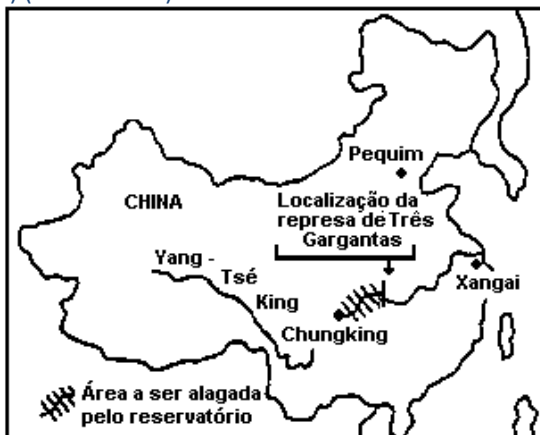 Pequim
CHINA
Localização da
represa de Três
Gargantas
Yang -
Tsé
King
Xangai
Chungking
Área a ser alagada
pelo reservatório